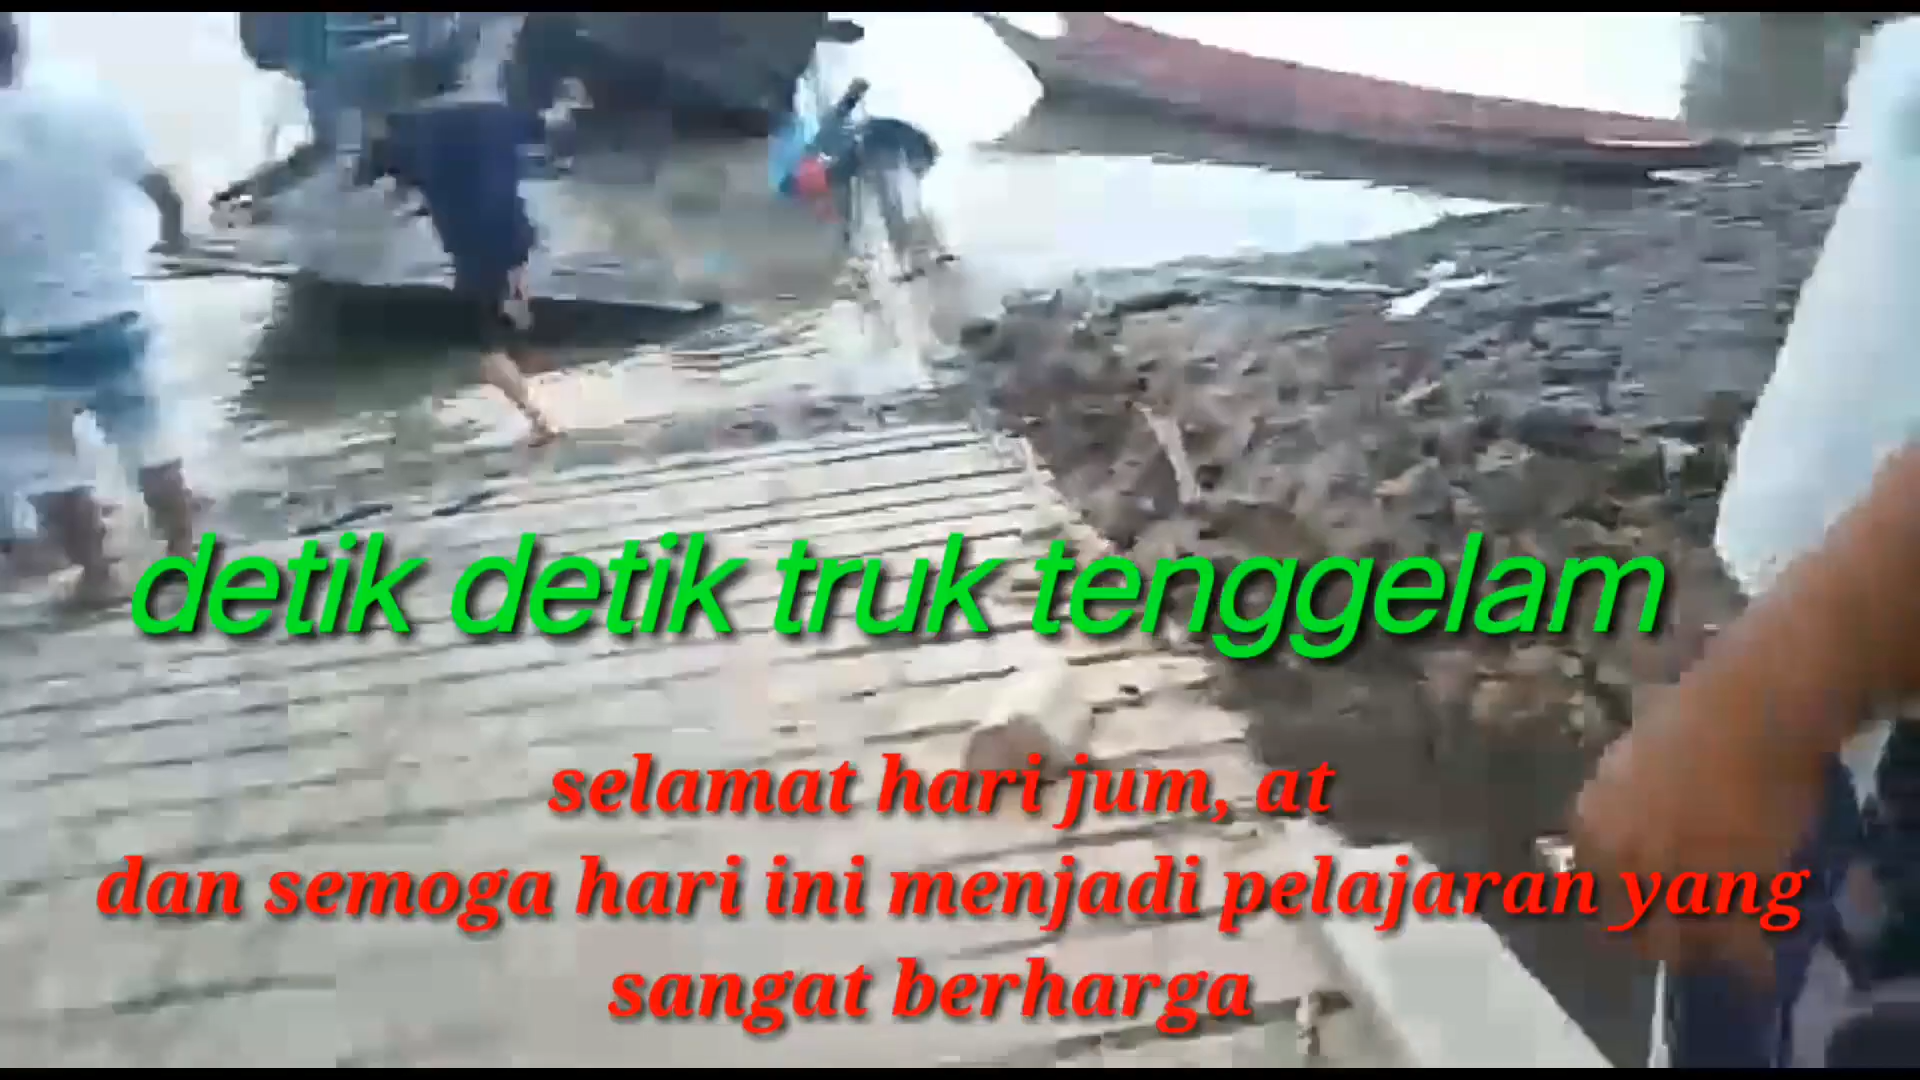 detik detik truk tenggelam
selamat hari jum, at
dan semoga hari ini menjadi pelajaran yang
sangat berharga